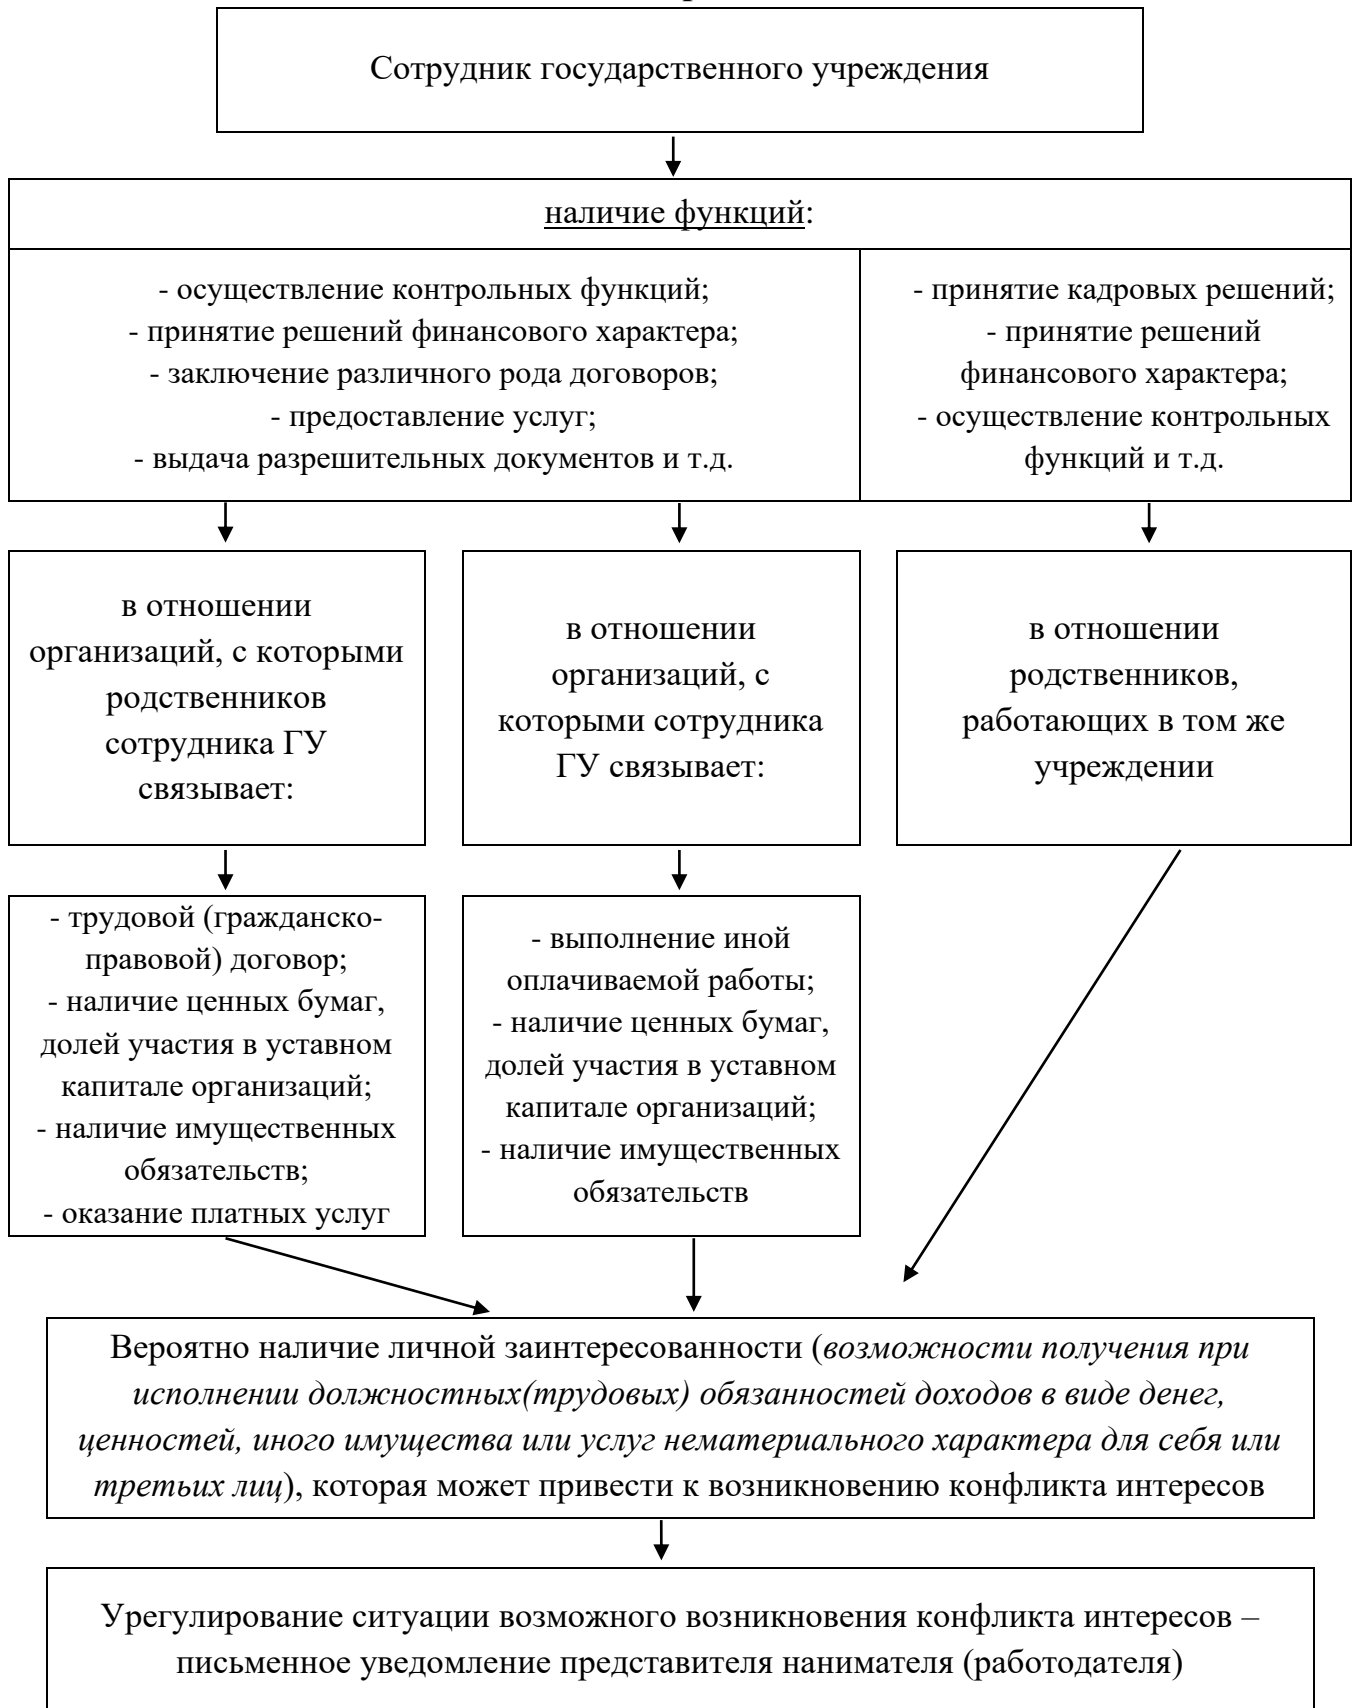 Сотрудник государственного учреждения
наличие функций:
- осуществление контрольных функций;
- принятие решений финансового характера;
- заключение различного рода договоров;
- предоставление услуг;
- выдача разрешительных документов и т.д.
- принятие кадровых решений;
- принятие решений
финансового характера;
- осуществление контрольных
функций и т.д.
в отношении
организаций, с которыми
родственников
сотрудника ГУ
связывает:
в отношении
организаций, с
которыми сотрудника
ГУ связывает:
в отношении
родственников,
работающих в том же
учреждении
- трудовой (гражданско-
правовой) договор;
- наличие ценных бумаг,
долей участия в уставном
капитале организаций;
- наличие имущественных
обязательств;
- оказание платных услуг
- выполнение иной
оплачиваемой работы;
- наличие ценных бумаг,
долей участия в уставном
капитале организаций;
- наличие имущественных
обязательств
Вероятно наличие личной заинтересованности (возможности получения при
исполнении должностных(трудовых) обязанностей доходов в виде денег,
ценностей, иного имущества или услуг нематериального характера для себя или
третьих лиц), которая может привести к возникновению конфликта интересов
Урегулирование ситуации возможного возникновения конфликта интересов –
письменное уведомление представителя нанимателя (работодателя)